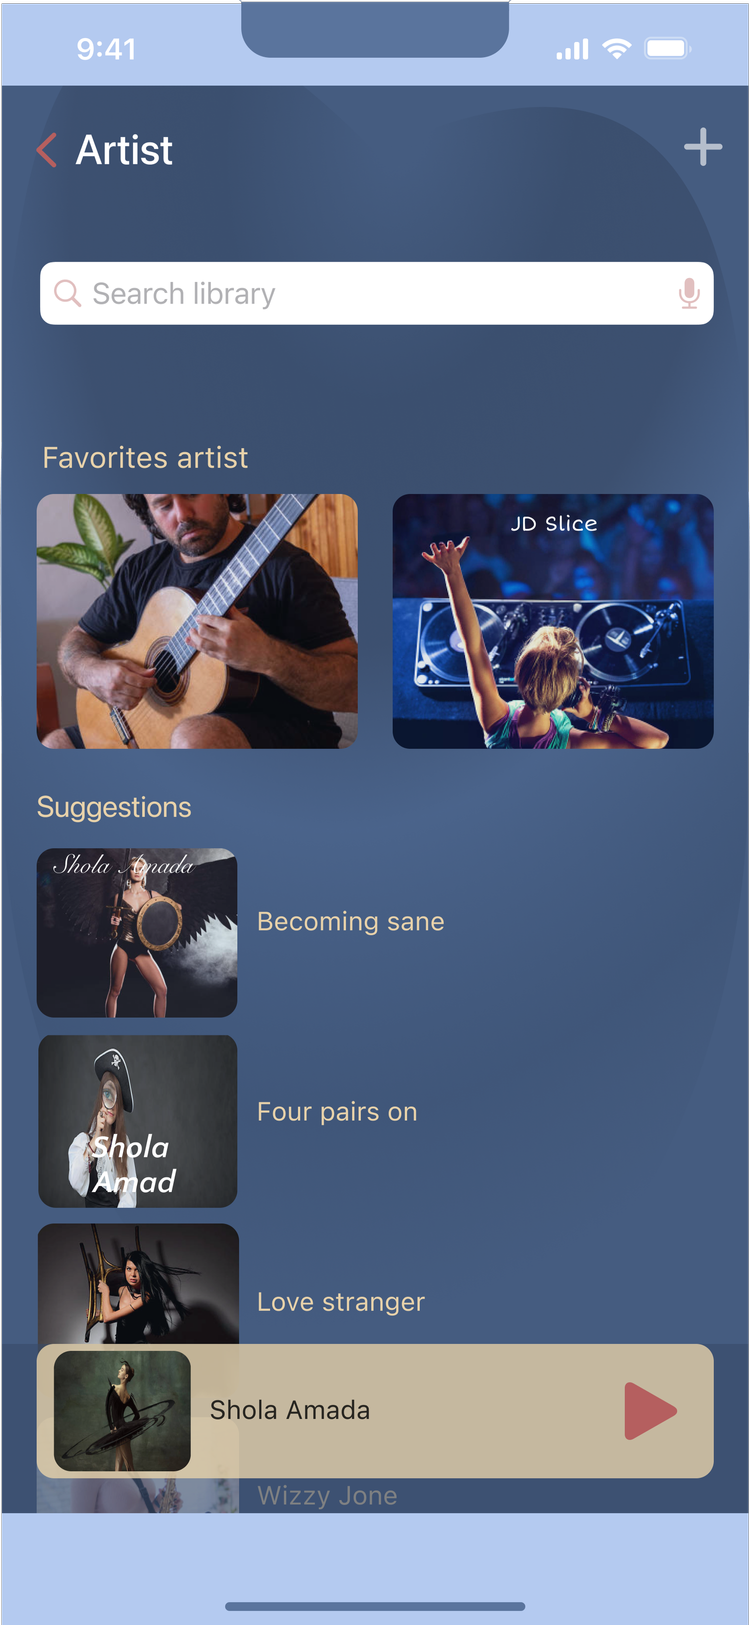 9:41
Artist
Search library
Favorites artist
JD Slice
Suggestions
Shola Amada
Becoming sane
Four pairs on
Shola
Amad
Love stranger
Shola Amada
Wizzy Jone